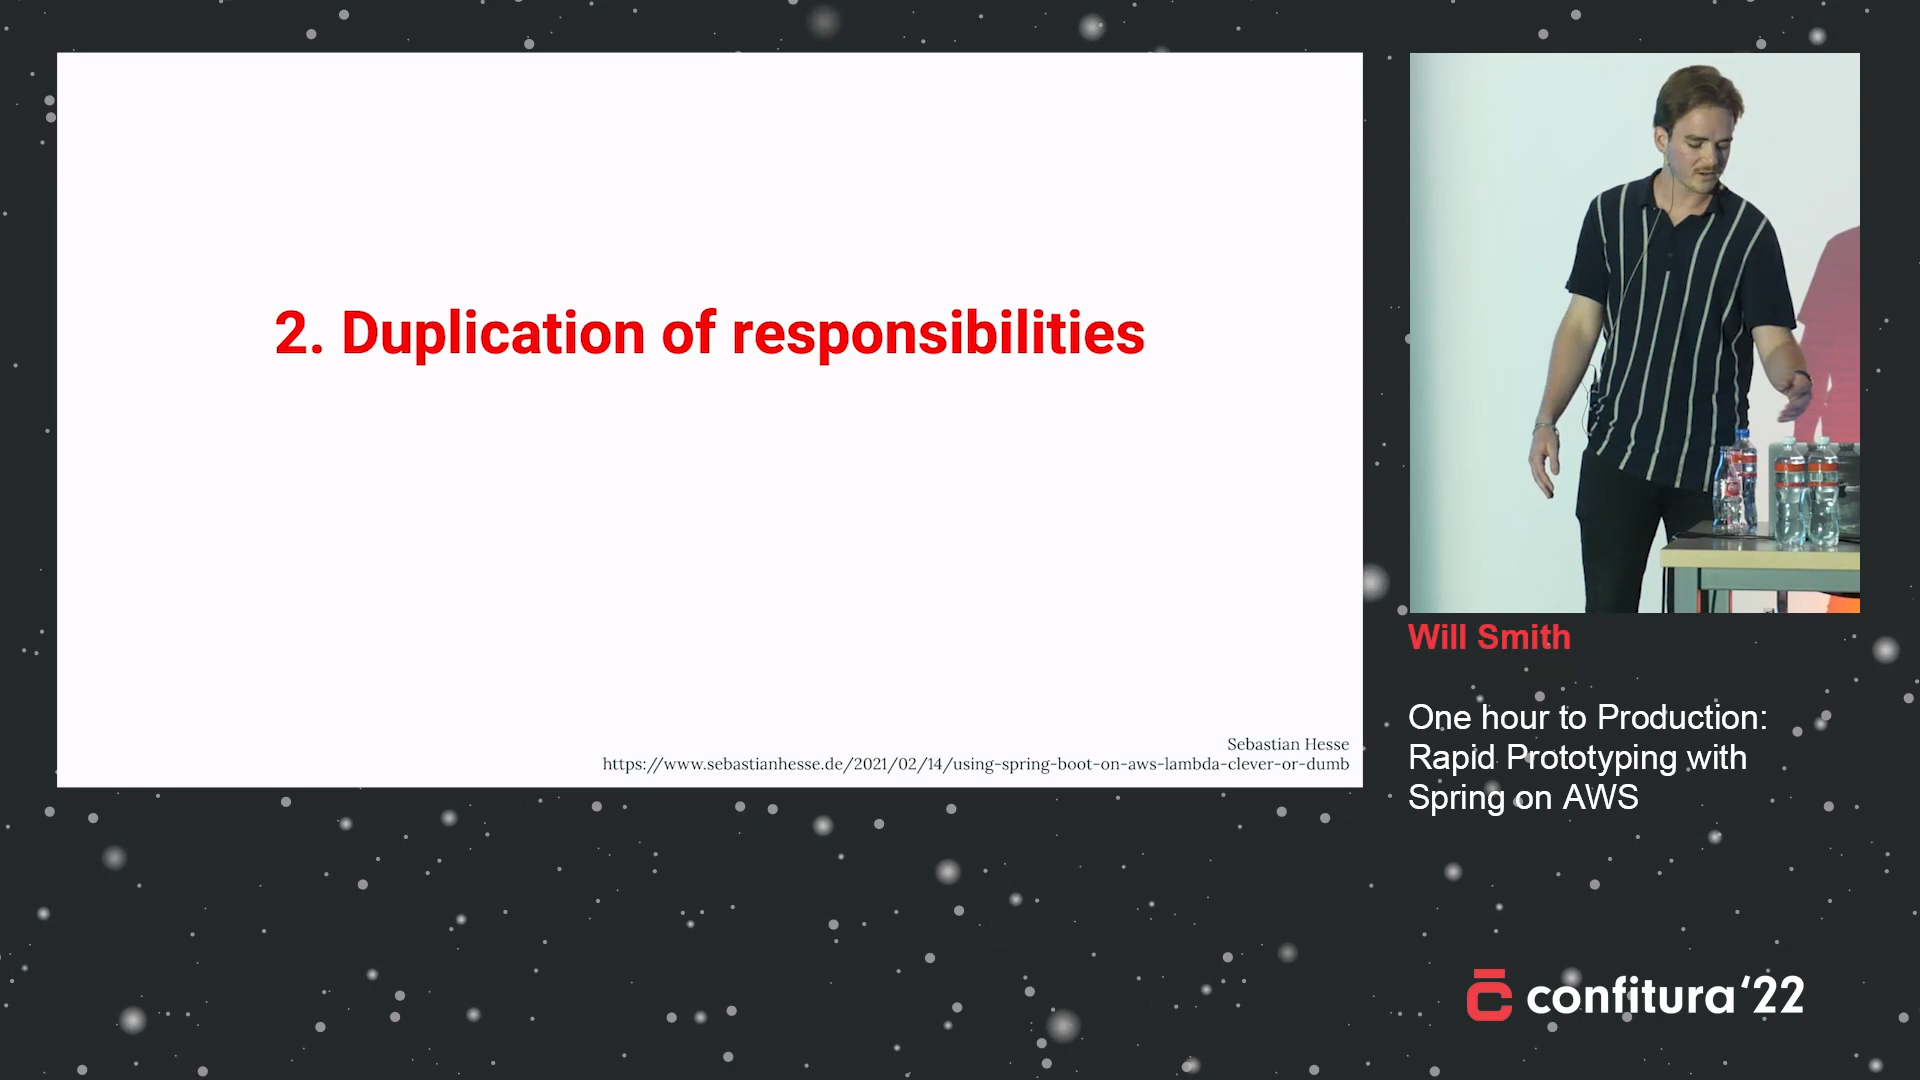 2. Duplication of responsibilities
Sebastian Hesse
https://www.sebastianhesse.de/2021/02/14/using-spring-boot-on-aws-lambda-clever-or-dumb
Will Smith
One hour to Production:
Rapid Prototyping with
Spring on AWS
confitura‘22